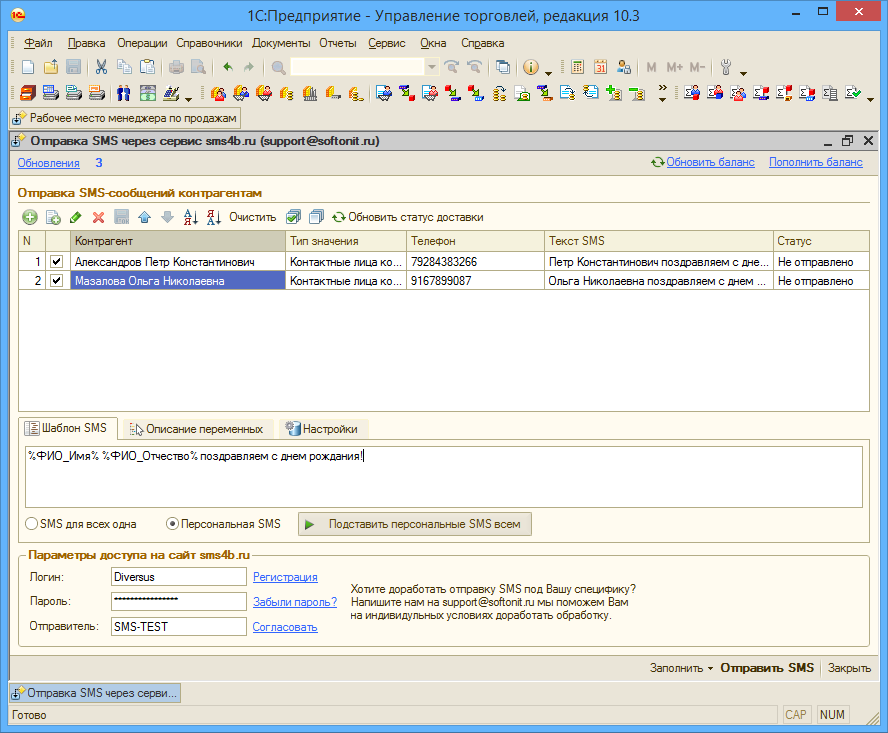 1С:Предприятие - Управление торговлей, редакция 10.3
Файл Правка Операции Справочники Документы Отчеты Сервис Окна Справка
M M+ M-
Рабочее место менеджера по продажам
Отправка SMS через сервис sms4b.ru (support@softonit.ru)
Обновления 3 Обновить баланс Пополнить баланс
Отправка SMS-сообщений контрагентам
Очистить Обновить статус доставки
N Контрагент Тип значения Телефон Текст SMS Статус
1 Александров Петр Константинович Контактные лица ко... 79284383266 Петр Константинович поздравляем с дне... Не отправлено
2 Мазалова Ольга Николаевна Контактные лица ко... 9167899087 Ольга Николаевна поздравляем с днем ... Не отправлено
Шаблон SMS Описание переменных Настройки
%ФИО_Имя% %ФИО_Отчество% поздравляем с днем рождания!
SMS для всех одна Персональная SMS Подставить персональные SMS всем
Параметры доступа на сайт sms4b.ru
Логин: Diversus Регистрация
Пароль: **************** Забыли пароль?
Отправитель: SMS-TEST Согласовать
Хотите доработать отправку SMS под Вашу специфику?
Напишите нам на support@softonit.ru мы поможем Вам
на индивидульных условиях доработать обработку.
Заполнить Отправить SMS Закрыть
Отправка SMS через серви...
Готово CAP NUM